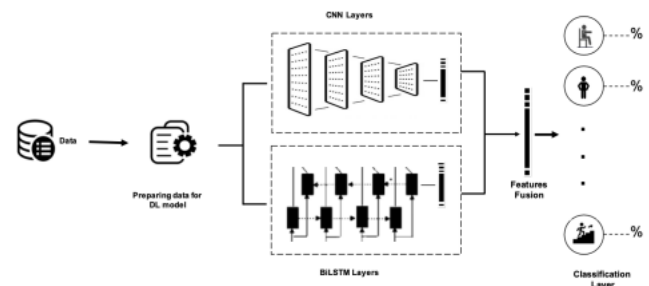 CNN Layers
%
%
Data
Preparing data for
DL model
Features
Fusion
%
BiLSTM Layers
Classification
Layer